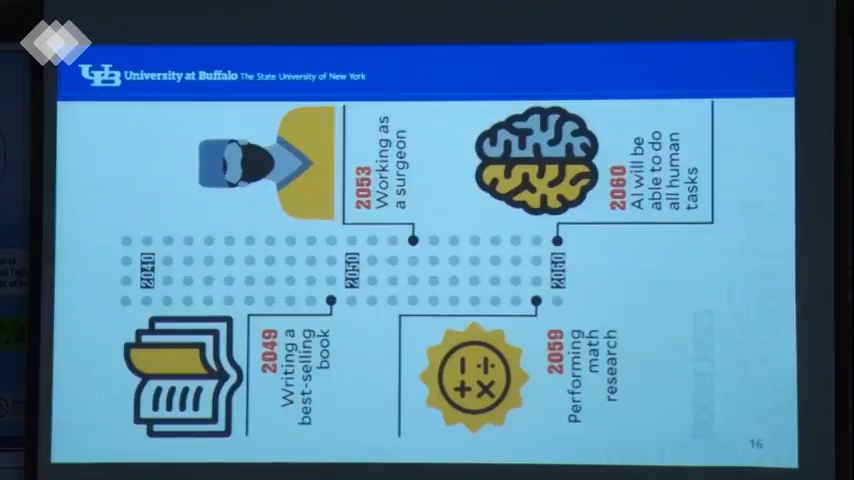 UB University at Buffalo The State University of New York
2053
Working as
a surgeon
2060
AI will be
able to do
all human
tasks
2040
2050
2060
2049
Writing a
best-selling
book
2059
Performing
math
research
16